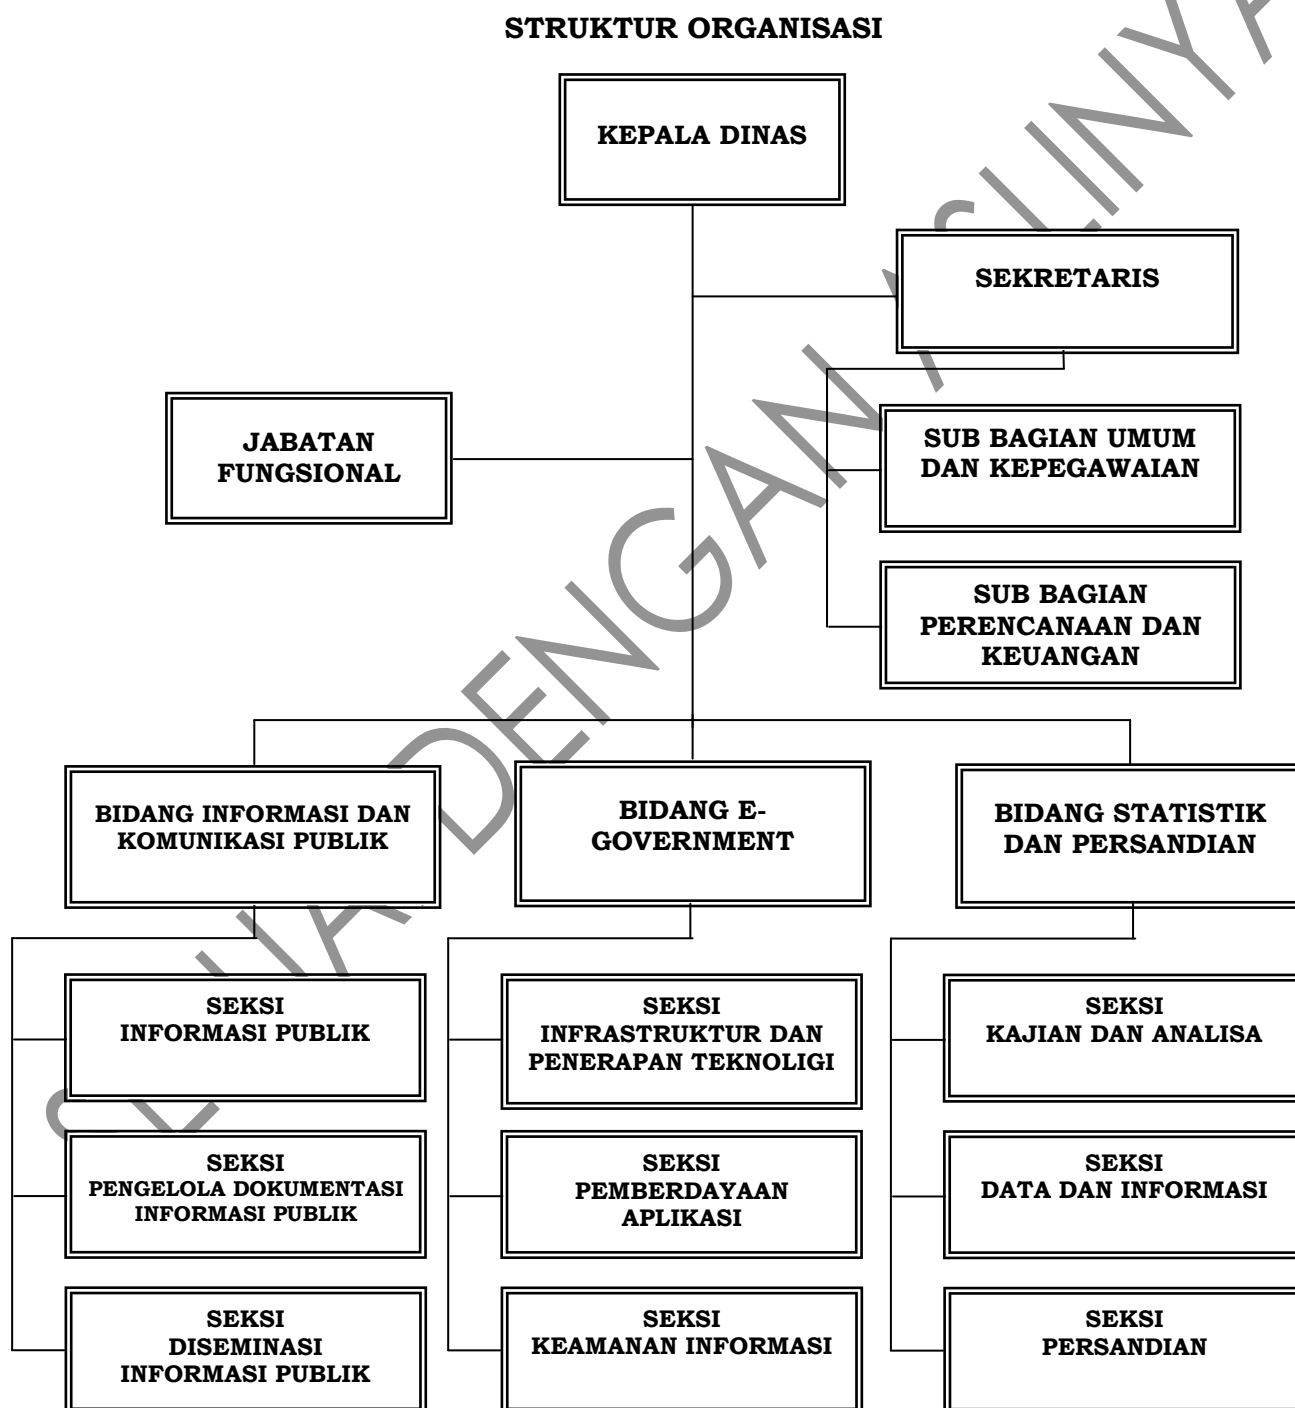 STRUKTUR ORGANISASI
KEPALA DINAS
SEKRETARIS
JABATAN
FUNGSIONAL
SUB BAGIAN UMUM
DAN KEPEGAWAIAN
SUB BAGIAN
PERENCANAAN DAN
KEUANGAN
BIDANG INFORMASI DAN
KOMUNIKASI PUBLIK
BIDANG E-
GOVERNMENT
BIDANG STATISTIK
DAN PERSANDIAN
SEKSI
INFORMASI PUBLIK
SEKSI
INFRASTRUKTUR DAN
PENERAPAN TEKNOLIGI
SEKSI
KAJIAN DAN ANALISA
SEKSI
PENGELOLA DOKUMENTASI
INFORMASI PUBLIK
SEKSI
PEMBERDAYAAN
APLIKASI
SEKSI
DATA DAN INFORMASI
SEKSI
DISEMINASI
INFORMASI PUBLIK
SEKSI
KEAMANAN INFORMASI
SEKSI
PERSANDIAN
DENGAN